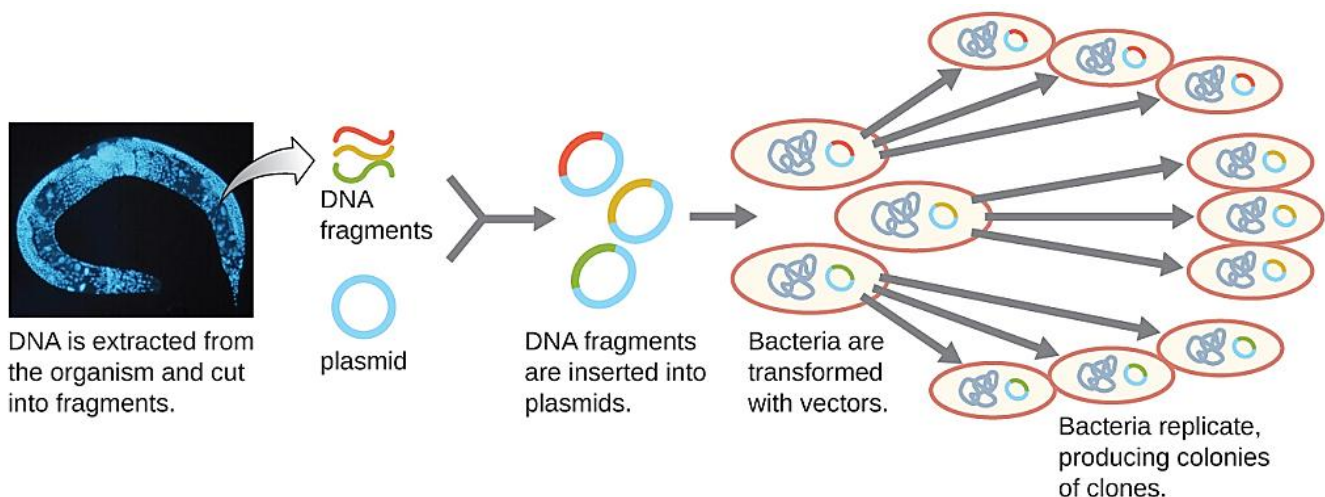 DNA
fragments
plasmid
DNA is extracted from
the organism and cut
into fragments.
DNA fragments
are inserted into
plasmids.
Bacteria are
transformed
with vectors.
Bacteria replicate,
producing colonies
of clones.